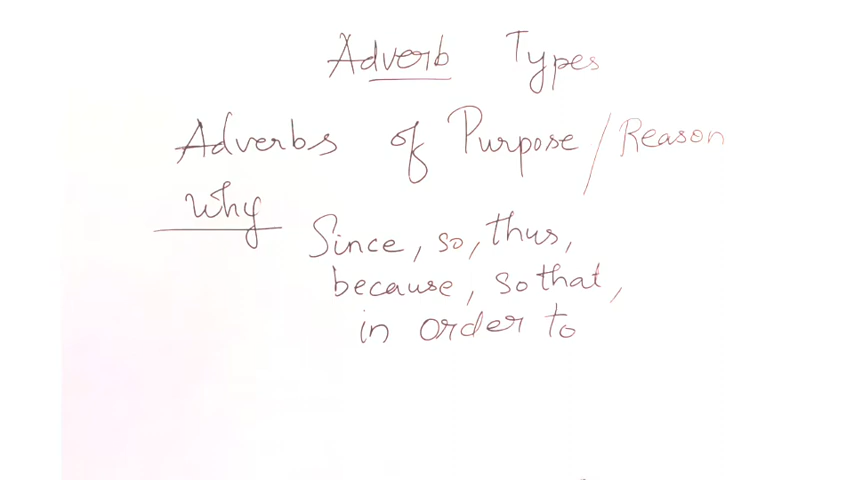 Adverb Types
Adverbs of Purpose/Reason
Why
Since, so, thus,
because, so that,
in order to